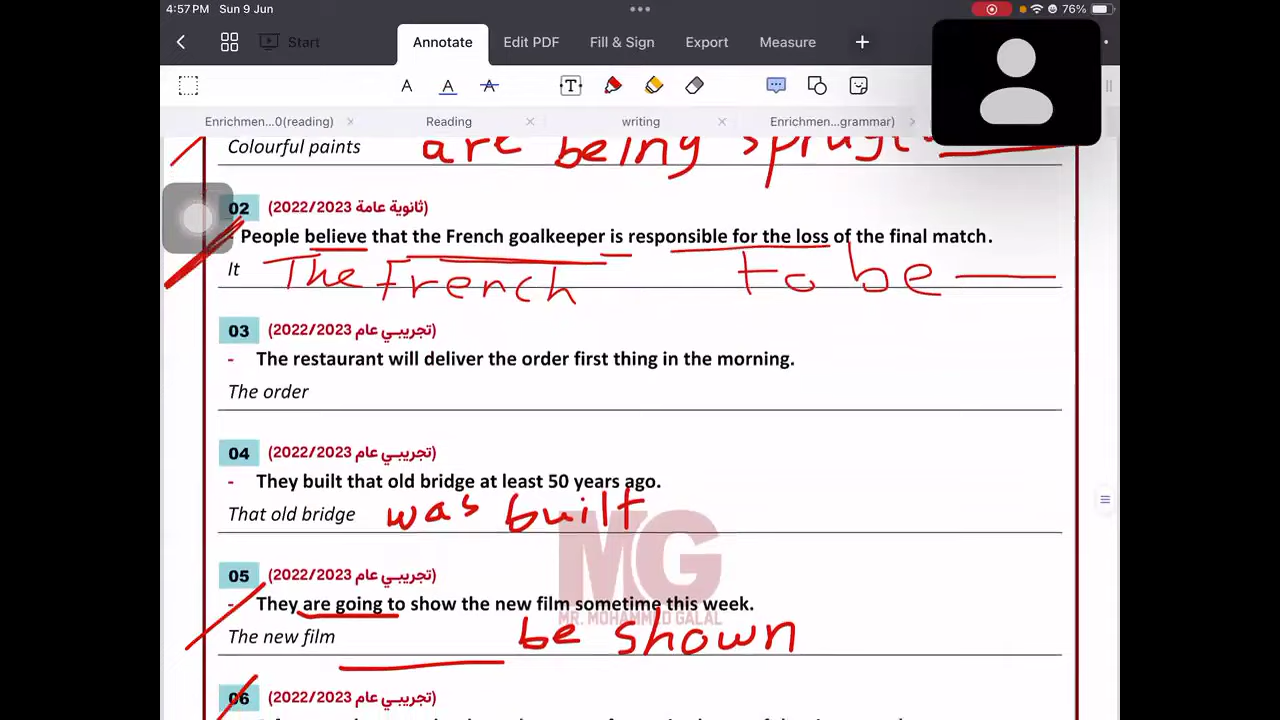 4:57 PM Sun 9 Jun 76%
Start Annotate Edit PDF Fill & Sign Export Measure
A A A T
Enrichmen...0(reading) × Reading × writing × Enrichmen...grammar) ×
Colourful paints are being
02 (ثانوية عامة 2022/2023)
People believe that the French goalkeeper is responsible for the loss of the final match.
It The French to be
03 (تجريبي عام 2022/2023)
- The restaurant will deliver the order first thing in the morning.
The order
04 (تجريبي عام 2022/2023)
- They built that old bridge at least 50 years ago.
That old bridge was built
MG
05 (تجريبي عام 2022/2023)
- They are going to show the new film sometime this week.
MR. MOHAMMED GALAL
The new film be shown
06 (تجريبي عام 2022/2023)